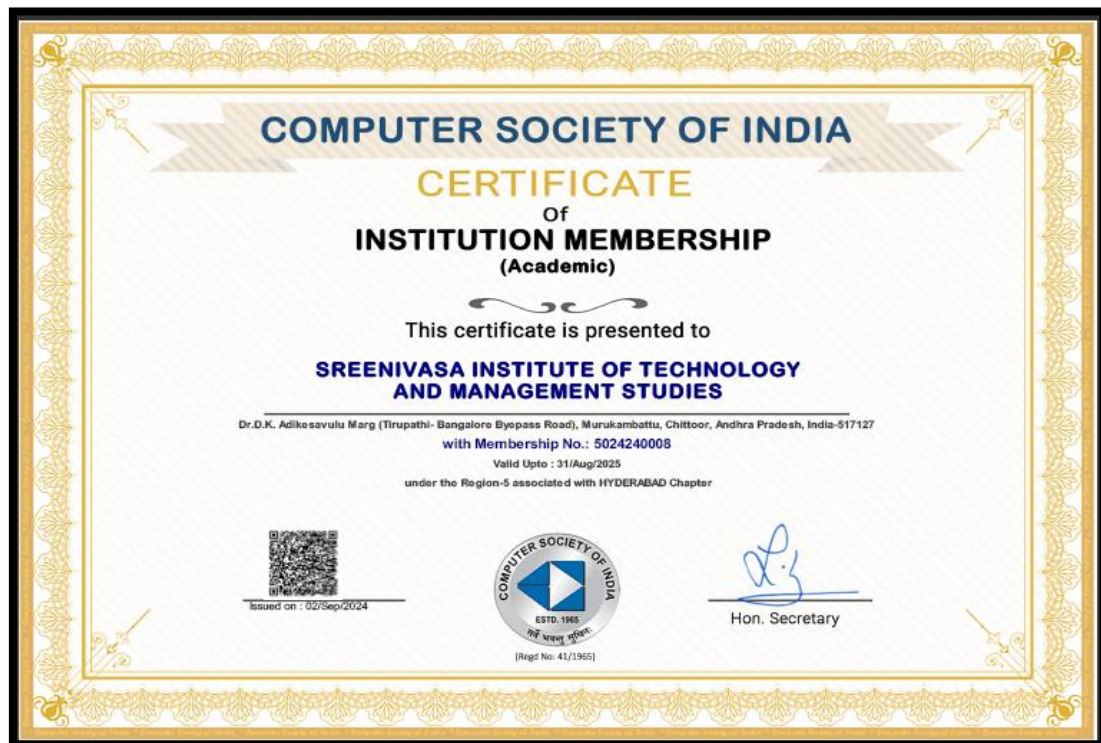 COMPUTER SOCIETY OF INDIA
CERTIFICATE
Of
INSTITUTION MEMBERSHIP
(Academic)
This certificate is presented to
SREENIVASA INSTITUTE OF TECHNOLOGY
AND MANAGEMENT STUDIES
Dr.D.K. Adikesavulu Marg (Tirupathi- Bangalore Byepass Road), Murukambattu, Chittoor, Andhra Pradesh, India-517127
with Membership No.: 5024240008
Valid Upto : 31/Aug/2025
under the Region-5 associated with HYDERABAD Chapter
Issued on : 02/Sep/2024
COMPUTER SOCIETY OF INDIA
ESTD. 1965
सर्वे भवन्तु सुखिनः
(Regd No: 41/1965)
Hon. Secretary